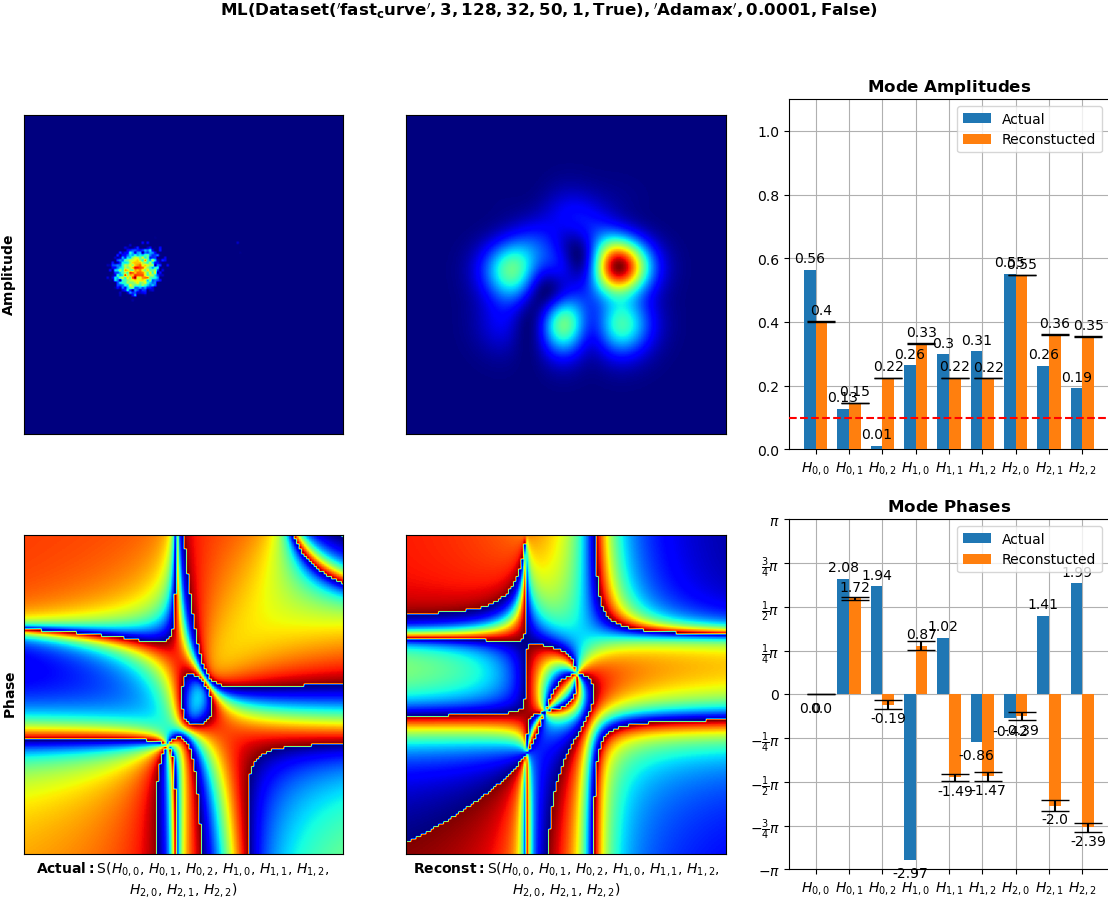 ML(Dataset('fast_curve', 3, 128, 32, 50, 1, True), 'Adamax', 0.0001, False)
Amplitude
Mode Amplitudes
Actual
Reconstucted
1.0
0.8
0.6
0.4
0.2
0.0
0.56
0.4
0.13
0.15
0.01
0.22
0.26
0.33
0.3
0.22
0.31
0.22
0.55
0.55
0.26
0.36
0.19
0.35
H0,0 H0,1 H0,2 H1,0 H1,1 H1,2 H2,0 H2,1 H2,2
Phase
Mode Phases
Actual
Reconstucted
π
3/4π
1/2π
1/4π
0
−1/4π
−1/2π
−3/4π
−π
0.0
0.0
2.08
1.72
1.94
-0.19
-2.97
0.87
1.02
-1.49
-0.86
-1.47
-0.42
-0.39
1.41
-2.0
1.99
-2.39
H0,0 H0,1 H0,2 H1,0 H1,1 H1,2 H2,0 H2,1 H2,2
Actual: S(H0,0, H0,1, H0,2, H1,0, H1,1, H1,2,
H2,0, H2,1, H2,2)
Reconst: S(H0,0, H0,1, H0,2, H1,0, H1,1, H1,2,
H2,0, H2,1, H2,2)